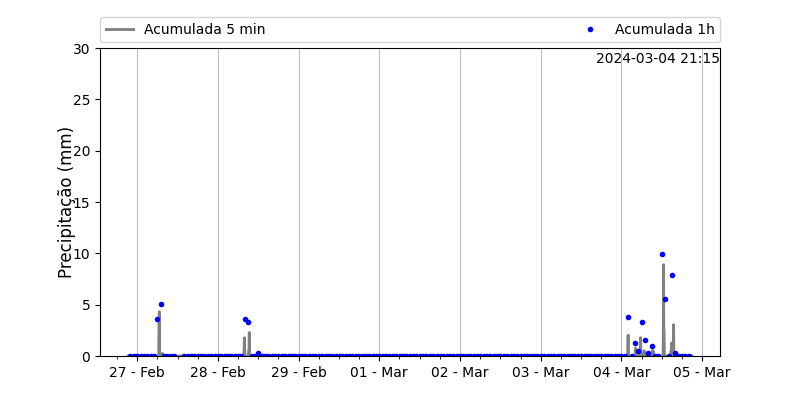 Acumulada 5 min
Acumulada 1h
2024-03-04 21:15
Precipitação (mm)
30
25
20
15
10
5
0
27 - Feb
28 - Feb
29 - Feb
01 - Mar
02 - Mar
03 - Mar
04 - Mar
05 - Mar